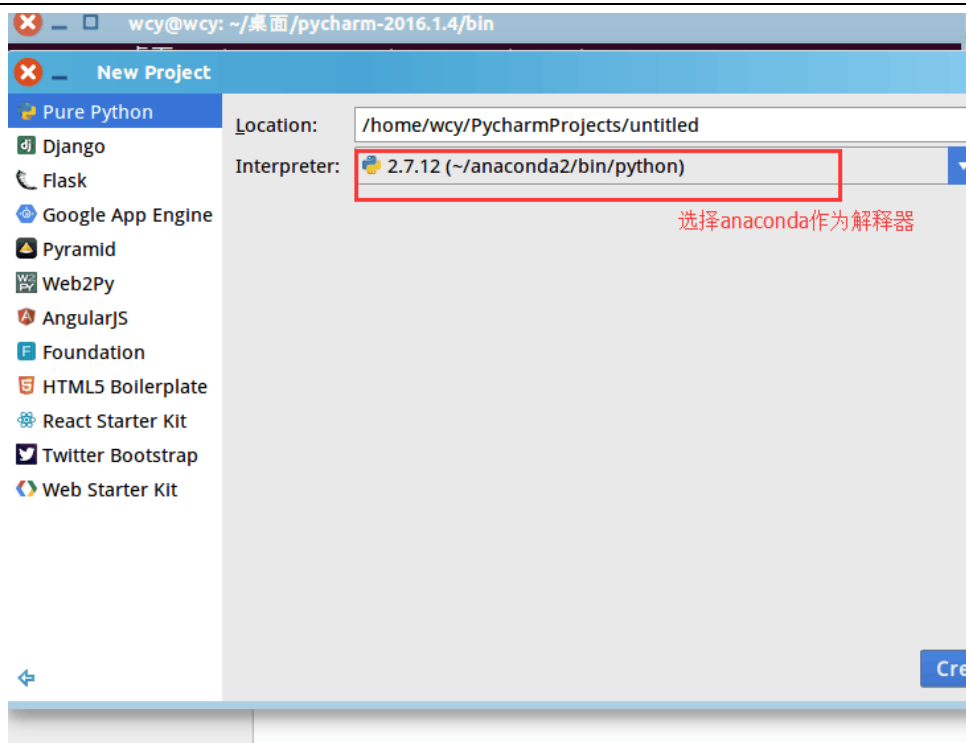 wcy@wcy: ~/桌面/pycharm-2016.1.4/bin
New Project
Pure Python
Location:
/home/wcy/PycharmProjects/untitled
Django
Interpreter:
2.7.12 (~/anaconda2/bin/python)
Flask
Google App Engine
选择anaconda作为解释器
Pyramid
Web2Py
AngularJS
Foundation
HTML5 Boilerplate
React Starter Kit
Twitter Bootstrap
Web Starter Kit
Cre